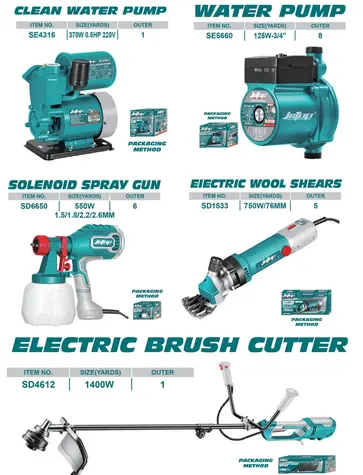 CLEAN WATER PUMP
ITEM NO. SIZE(YARDS) OUTER
SE4316 370W 0.5HP 220V 1
PACKAGING
METHOD
WATER PUMP
ITEM NO. SIZE(YARDS) OUTER
SE5660 125W-3/4" 8
Jetop
PACKAGING
METHOD
SOLENOID SPRAY GUN
ITEM NO. SIZE(YARDS) OUTER
SD6650 550W 6
1.5/1.8/2.2/2.6MM
PACKAGING
METHOD
ElECTRIC WOOL SHEARS
ITEM NO. SIZE(YARDS) OUTER
SD1533 750W/76MM 5
PACKAGING
METHOD
ELECTRIC BRUSH CUTTER
ITEM NO. SIZE(YARDS) OUTER
SD4612 1400W 1
PACKAGING
METHOD